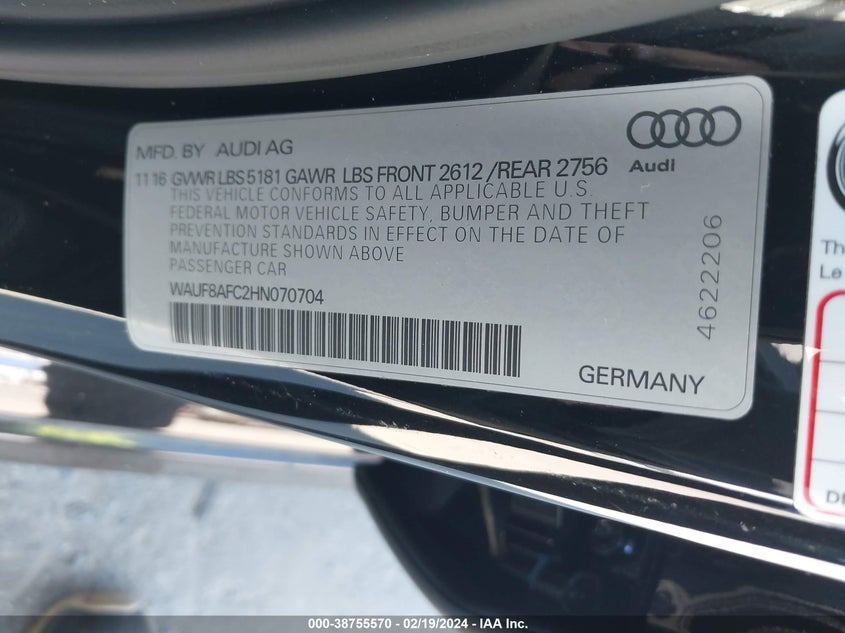 MFD. BY AUDI AG
Audi
11 16 GVWR LBS 5181 GAWR LBS FRONT 2612 /REAR 2756
THIS VEHICLE CONFORMS TO ALL APPLICABLE U.S.
FEDERAL MOTOR VEHICLE SAFETY, BUMPER AND THEFT
PREVENTION STANDARDS IN EFFECT ON THE DATE OF
MANUFACTURE SHOWN ABOVE
PASSENGER CAR
WAUF8AFC2HN070704
4622206
GERMANY
Th
Le
000-38755570 - 02/19/2024 - IAA, Inc.